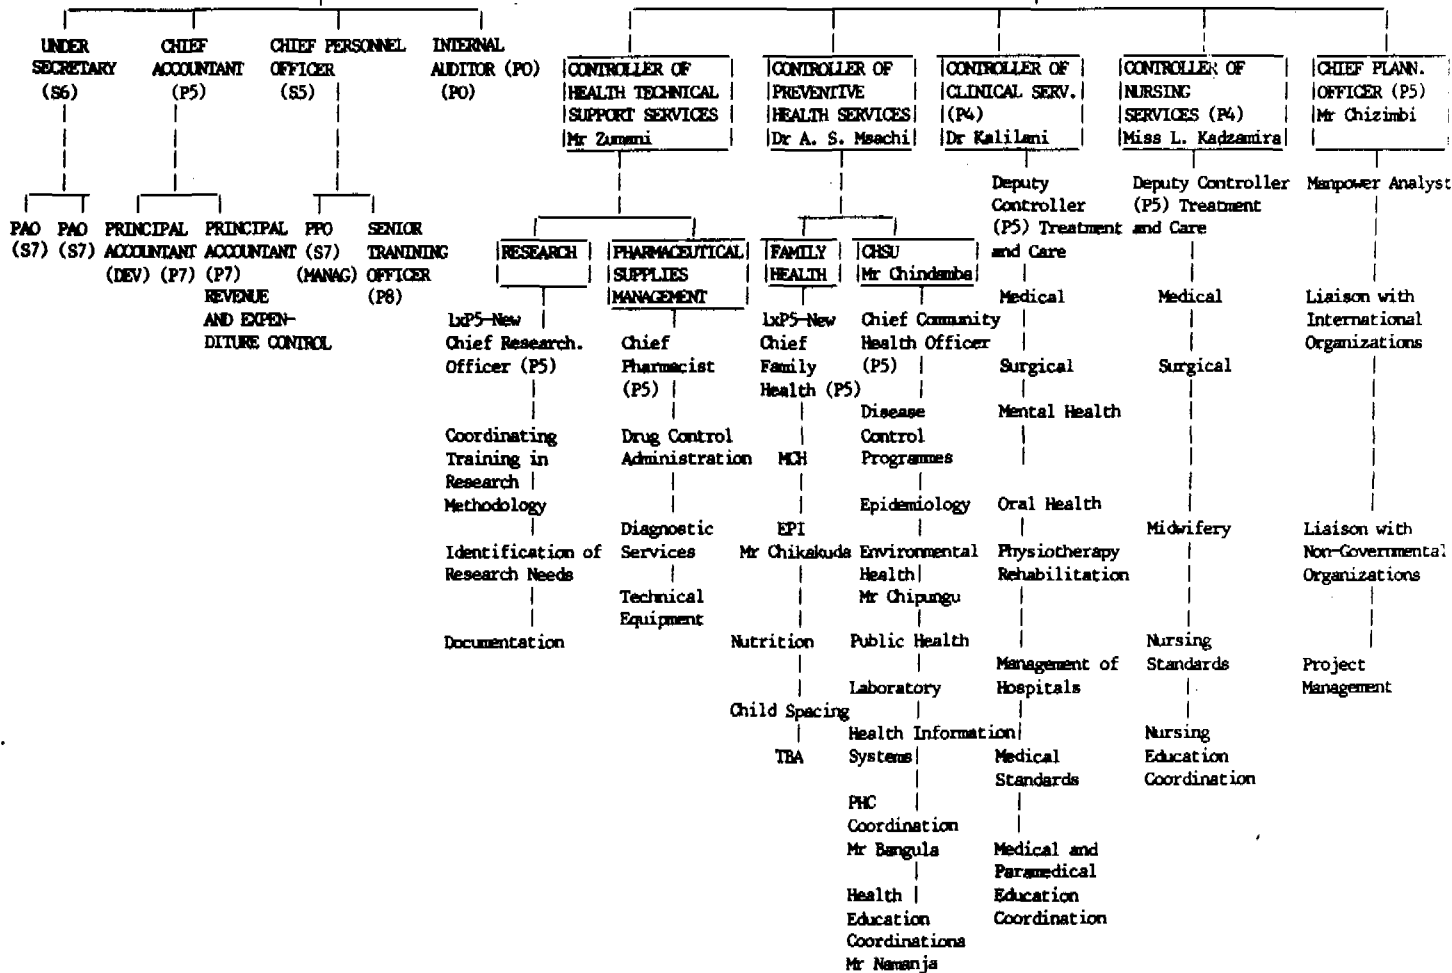 UNDER
SECRETARY
(S6)
CHIEF
ACCOUNTANT
(P5)
CHIEF PERSONNEL
OFFICER
(S5)
INTERNAL
AUDITOR (PO)
(PO)
CONTROLLER OF
HEALTH TECHNICAL
SUPPORT SERVICES
Mr Zumani
CONTROLLER OF
PREVENTIVE
HEALTH SERVICES
Dr A. S. Msachi
CONTROLLER OF
CLINICAL SERV.
(P4)
Dr Kalilani
CONTROLLER OF
NURSING
SERVICES (P4)
Miss L. Kadzamira
CHIEF PLANN.
OFFICER (P5)
Mr Chizimbi
PAO
(S7)
PAO
(S7)
PRINCIPAL
ACCOUNTANT
(DEV) (P7)
PRINCIPAL
ACCOUNTANT
(P7)
REVENUE
AND EXPEN-
DITURE CONTROL
PPO
(S7)
(MANAG)
SENIOR
TRANINING
OFFICER
(P8)
RESEARCH
1xP5-New
Chief Research.
Officer (P5)
Coordinating
Training in
Research
Methodology
Identification of
Research Needs
Documentation
PHARMACEUTICAL
SUPPLIES
MANAGEMENT
Chief
Pharmacist
(P5)
Drug Control
Administration
Diagnostic
Services
Technical
Equipment
FAMILY
HEALTH
1xP5-New
Chief
Family
Health (P5)
MCH
EPI
Mr Chikakuda
Nutrition
Child Spacing
TBA
CHSU
Mr Chindamba
Chief Community
Health Officer
(P5)
Disease
Control
Programmes
Epidemiology
Environmental
Health
Mr Chipungu
Public Health
Laboratory
Health Information
Systems
PHC
Coordination
Mr Bangula
Health
Education
Coordinationa
Mr Namanja
Deputy
Controller
(P5) Treatment
and Care
Medical
Surgical
Mental Health
Oral Health
Physiotherapy
Rehabilitation
Management of
Hospitals
Medical
Standards
Medical and
Paramedical
Education
Coordination
Deputy Controller
(P5) Treatment
and Care
Medical
Surgical
Midwifery
Nursing
Standards
Nursing
Education
Coordination
Manpower Analyst
Liaison with
International
Organizations
Liaison with
Non-Governmental
Organizations
Project
Management